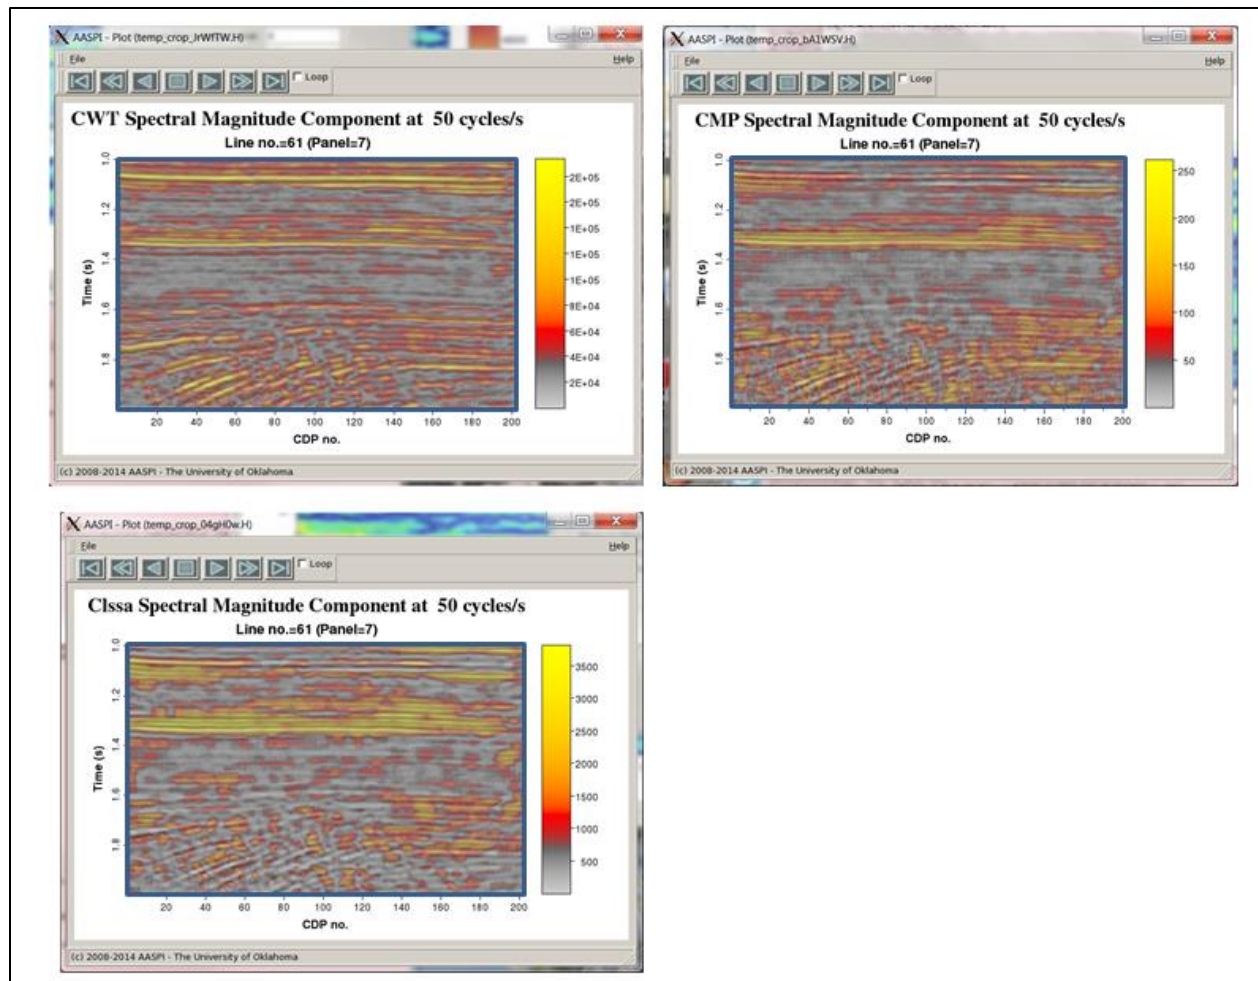 AASPI - Plot (temp_crop_JrWfTW.H)
File Help
Loop
CWT Spectral Magnitude Component at 50 cycles/s
Line no.=61 (Panel=7)
1.0
1.2
1.4
1.6
1.8
Time (s)
20 40 60 80 100 120 140 160 180 200
CDP no.
2E+05
2E+05
1E+05
1E+05
8E+04
6E+04
4E+04
2E+04
(c) 2008-2014 AASPI - The University of Oklahoma
AASPI - Plot (temp_crop_bA1WSV.H)
File Help
Loop
CMP Spectral Magnitude Component at 50 cycles/s
Line no.=61 (Panel=7)
1.0
1.2
1.4
1.6
1.8
Time (s)
20 40 60 80 100 120 140 160 180 200
CDP no.
250
200
150
100
50
(c) 2008-2014 AASPI - The University of Oklahoma
AASPI - Plot (temp_crop_04gH0w.H)
File Help
Loop
Clssa Spectral Magnitude Component at 50 cycles/s
Line no.=61 (Panel=7)
1.0
1.2
1.4
1.6
1.8
Time (s)
20 40 60 80 100 120 140 160 180 200
CDP no.
3500
3000
2500
2000
1500
1000
500
(c) 2008-2014 AASPI - The University of Oklahoma